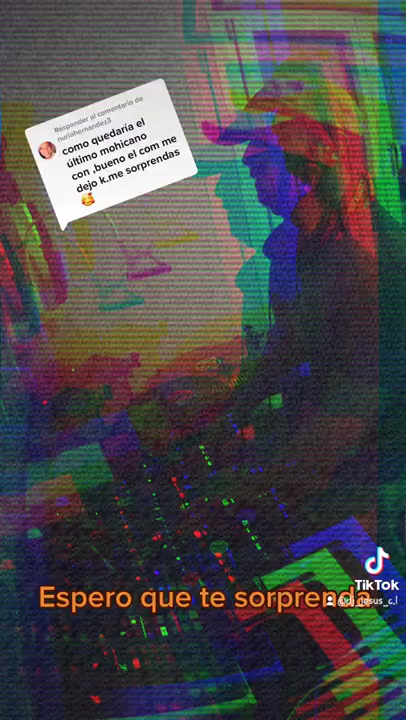 Responder al comentario de
nuriahernandez3
como quedaría el
último mohicano
con ,bueno el com me
dejo k.me sorprendas
🥰
Espero que te sorprenda
TikTok